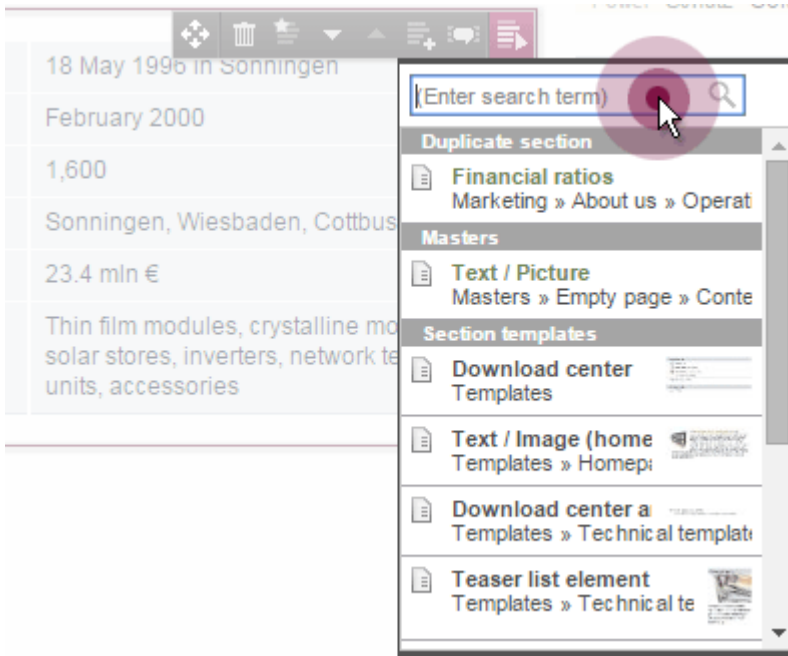 18 May 1996 in Sonningen
February 2000
1,600
Sonningen, Wiesbaden, Cottbus
23.4 mln €
Thin film modules, crystalline mo
solar stores, inverters, network te
units, accessories
(Enter search term)
Duplicate section
Financial ratios
Marketing » About us » Operati
Masters
Text / Picture
Masters » Empty page » Conte
Section templates
Download center
Templates
Text / Image (home
Templates » Homepa
Download center a
Templates » Technical template
Teaser list element
Templates » Technical te